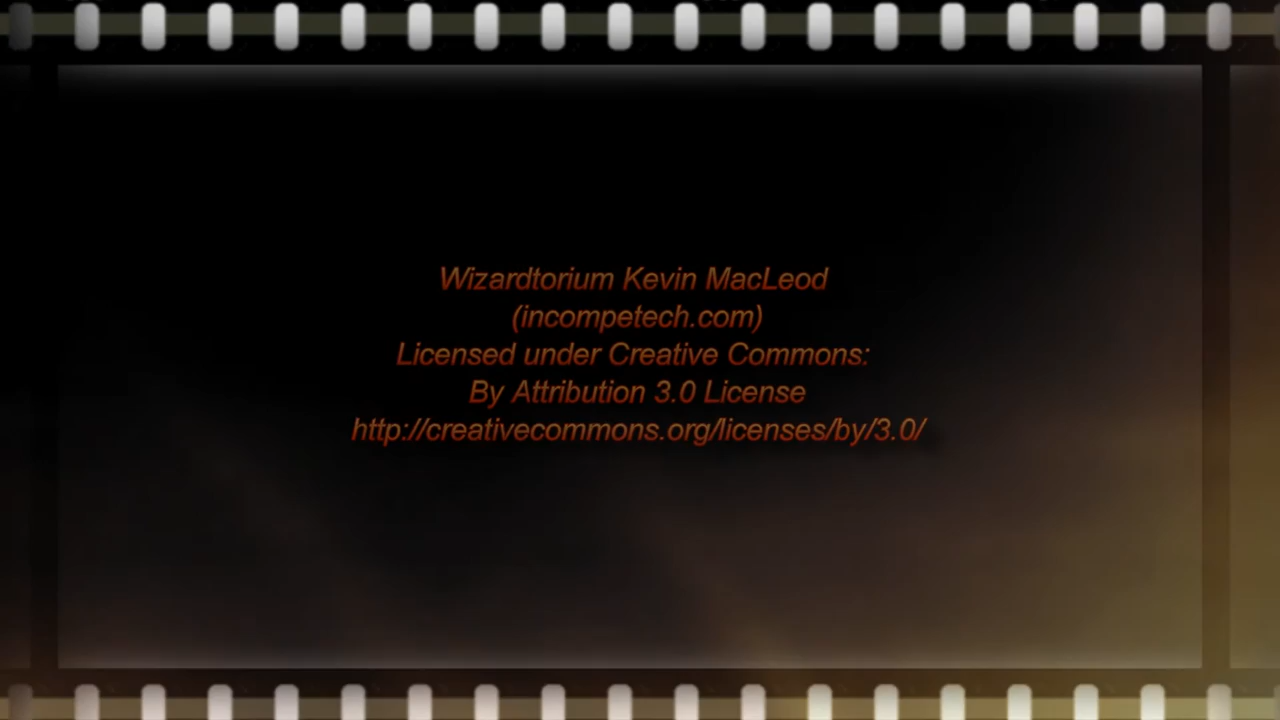 Wizardtorium Kevin MacLeod
(incompetech.com)
Licensed under Creative Commons:
By Attribution 3.0 License
http://creativecommons.org/licenses/by/3.0/